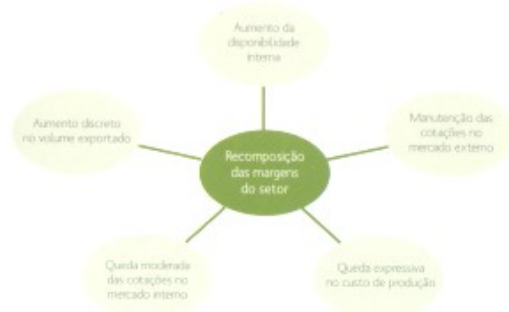 Aumento da
disponibilidade
interna
Aumento discreto
no volume exportado
Manutenção das
cotações no
mercado externo
Recomposição
das margens
do setor
Queda moderada
das cotações no
mercado interno
Queda expressiva
no custo de produção